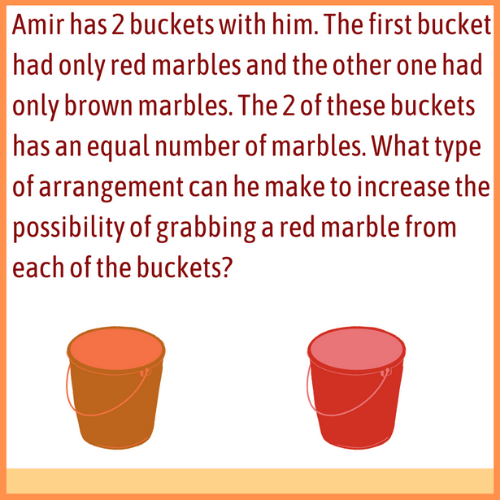 Amir has 2 buckets with him. The first bucket
had only red marbles and the other one had
only brown marbles. The 2 of these buckets
has an equal number of marbles. What type
of arrangement can he make to increase the
possibility of grabbing a red marble from
each of the buckets?